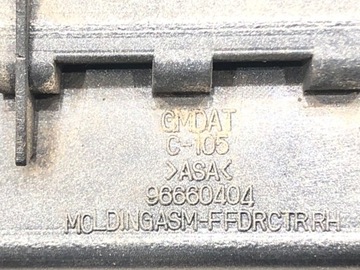 GMDAT
C-105
>ASA<
96660404
MOLDINGASM-FFDRCTRRH